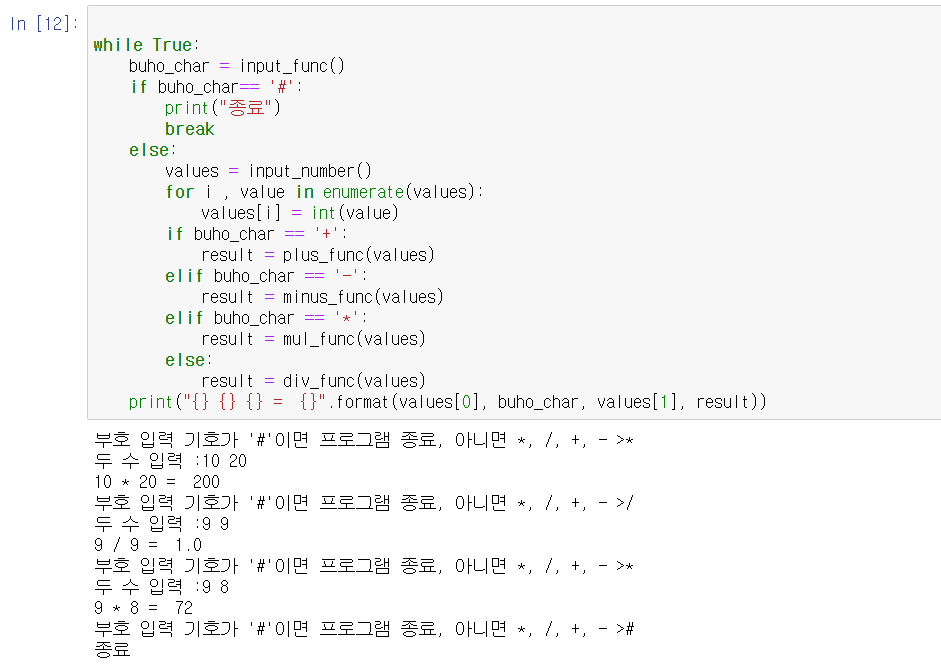 In [12]:
while True:
    buho_char = input_func()
    if buho_char== '#':
        print("종료")
        break
    else:
        values = input_number()
        for i , value in enumerate(values):
            values[i] = int(value)
        if buho_char == '+':
            result = plus_func(values)
        elif buho_char == '-':
            result = minus_func(values)
        elif buho_char == '*':
            result = mul_func(values)
        else:
            result = div_func(values)
    print("{} {} {} =  {}".format(values[0], buho_char, values[1], result))
부호 입력 기호가 '#'이면 프로그램 종료, 아니면 *, /, +, - >*
두 수 입력 :10 20
10 * 20 =  200
부호 입력 기호가 '#'이면 프로그램 종료, 아니면 *, /, +, - >/
두 수 입력 :9 9
9 / 9 =  1.0
부호 입력 기호가 '#'이면 프로그램 종료, 아니면 *, /, +, - >*
두 수 입력 :9 8
9 * 8 =  72
부호 입력 기호가 '#'이면 프로그램 종료, 아니면 *, /, +, - >#
종료